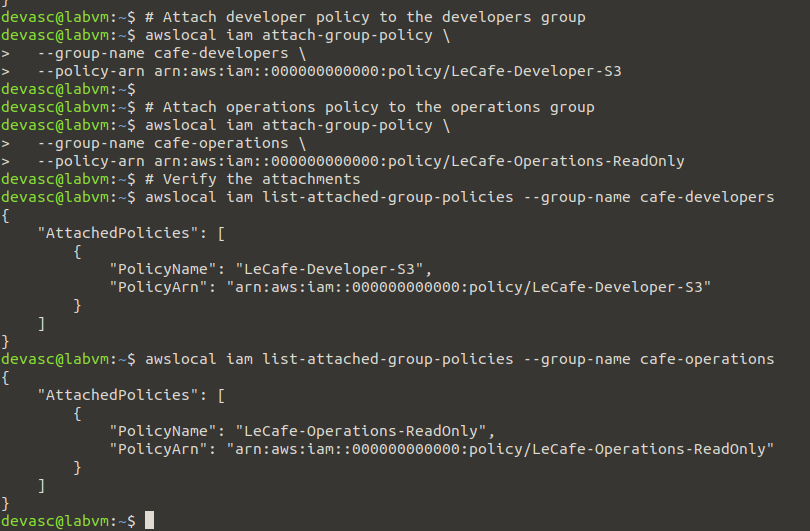 }
devasc@labvm:~$ # Attach developer policy to the developers group
devasc@labvm:~$ awslocal iam attach-group-policy \
>   --group-name cafe-developers \
>   --policy-arn arn:aws:iam::000000000000:policy/LeCafe-Developer-S3
devasc@labvm:~$
devasc@labvm:~$ # Attach operations policy to the operations group
devasc@labvm:~$ awslocal iam attach-group-policy \
>   --group-name cafe-operations \
>   --policy-arn arn:aws:iam::000000000000:policy/LeCafe-Operations-ReadOnly
devasc@labvm:~$ # Verify the attachments
devasc@labvm:~$ awslocal iam list-attached-group-policies --group-name cafe-developers
{
    "AttachedPolicies": [
        {
            "PolicyName": "LeCafe-Developer-S3",
            "PolicyArn": "arn:aws:iam::000000000000:policy/LeCafe-Developer-S3"
        }
    ]
}
devasc@labvm:~$ awslocal iam list-attached-group-policies --group-name cafe-operations
{
    "AttachedPolicies": [
        {
            "PolicyName": "LeCafe-Operations-ReadOnly",
            "PolicyArn": "arn:aws:iam::000000000000:policy/LeCafe-Operations-ReadOnly"
        }
    ]
}
devasc@labvm:~$